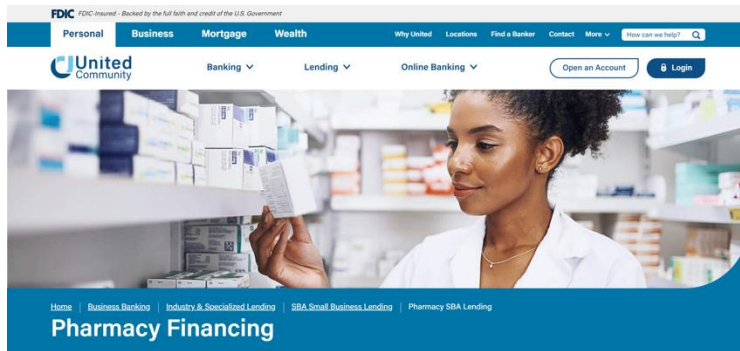 FDIC FDIC-Insured - Backed by the full faith and credit of the U.S. Government
Personal Business Mortgage Wealth Why United Locations Find a Banker Contact More How can we help?
United Community Banking Lending Online Banking Open an Account Login
Home | Business Banking | Industry & Specialized Lending | SBA Small Business Lending | Pharmacy SBA Lending
Pharmacy Financing